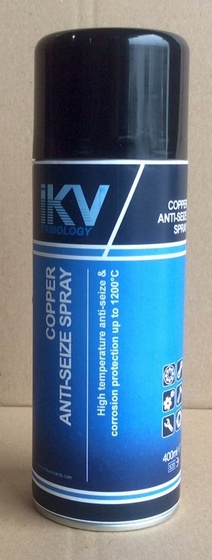 iKV
TRIBOLOGY
COPPER
ANTI-SEIZE SPRAY
High temperature anti-seize &
corrosion protection up to 1200°C
COPPER
ANTI-SEIZE
SPRAY
400ml